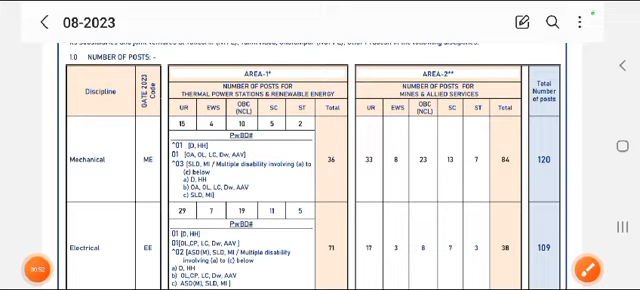 08-2023
1.0 NUMBER OF POSTS: -
Discipline
GATE 2023 Code
AREA-1*
NUMBER OF POSTS FOR
THERMAL POWER STATIONS & RENEWABLE ENERGY
UR EWS OBC (NCL) SC ST Total
AREA-2**
NUMBER OF POSTS FOR
MINES & ALLIED SERVICES
UR EWS OBC (NCL) SC ST Total
Total Number of posts
Mechanical ME
15 4 10 5 2
PwBD#
^01 [D, HH]
01 [OA, OL, LC, Dw, AAV]
^03 [SLD, MI / Multiple disability involving (a) to
(c) below
a) D, HH
b) OA, OL, LC, Dw, AAV
c) SLD, MI]
36
33 8 23 13 7 84
120
Electrical EE
29 7 19 11 5
PwBD#
01 [D, HH]
01[OL,CP, LC, Dw, AAV ]
^02 [ASD(M), SLD, MI / Multiple disability
involving (a) to (c) below
a) D, HH
b) OL,CP, LC, Dw, AAV
c) ASD(M), SLD, MI ]
71
17 3 8 7 3 38
109
00:52